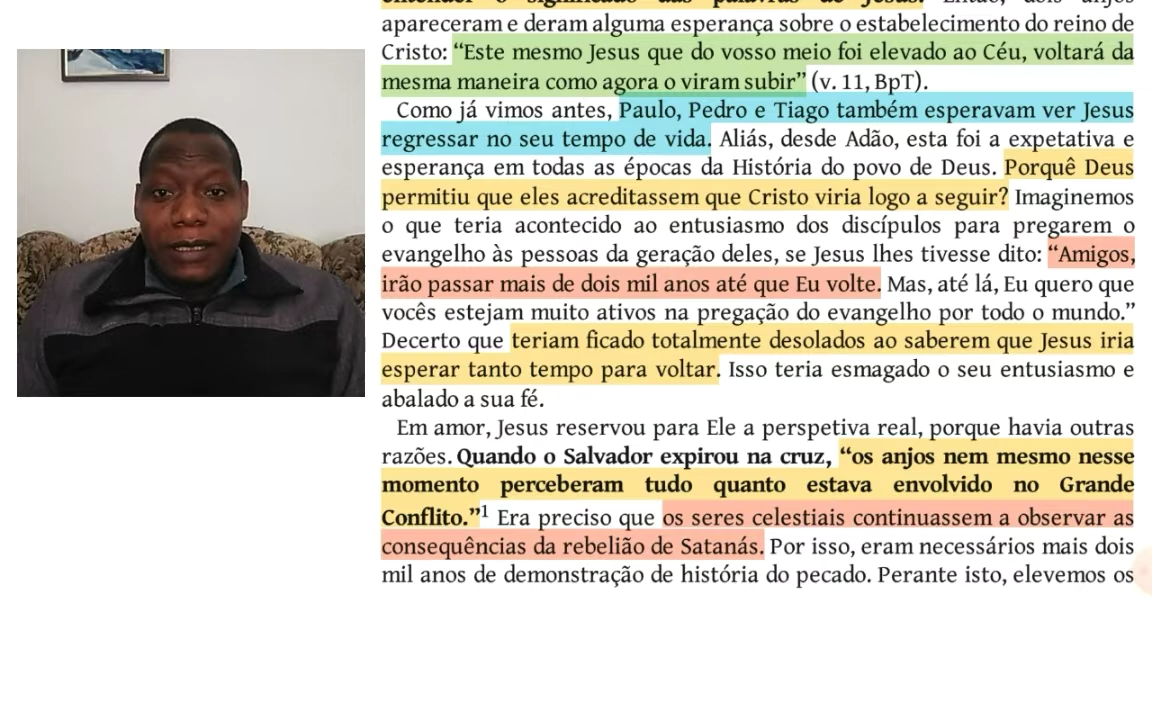 entender o significado das palavras de Jesus. Então, dois anjos
apareceram e deram alguma esperança sobre o estabelecimento do reino de
Cristo: “Este mesmo Jesus que do vosso meio foi elevado ao Céu, voltará da
mesma maneira como agora o viram subir” (v. 11, BpT).
Como já vimos antes, Paulo, Pedro e Tiago também esperavam ver Jesus
regressar no seu tempo de vida. Aliás, desde Adão, esta foi a expetativa e
esperança em todas as épocas da História do povo de Deus. Porquê Deus
permitiu que eles acreditassem que Cristo viria logo a seguir? Imaginemos
o que teria acontecido ao entusiasmo dos discípulos para pregarem o
evangelho às pessoas da geração deles, se Jesus lhes tivesse dito: “Amigos,
irão passar mais de dois mil anos até que Eu volte. Mas, até lá, Eu quero que
vocês estejam muito ativos na pregação do evangelho por todo o mundo.”
Decerto que teriam ficado totalmente desolados ao saberem que Jesus iria
esperar tanto tempo para voltar. Isso teria esmagado o seu entusiasmo e
abalado a sua fé.
Em amor, Jesus reservou para Ele a perspetiva real, porque havia outras
razões. Quando o Salvador expirou na cruz, “os anjos nem mesmo nesse
momento perceberam tudo quanto estava envolvido no Grande
Conflito.”¹ Era preciso que os seres celestiais continuassem a observar as
consequências da rebelião de Satanás. Por isso, eram necessários mais dois
mil anos de demonstração de história do pecado. Perante isto, elevemos os